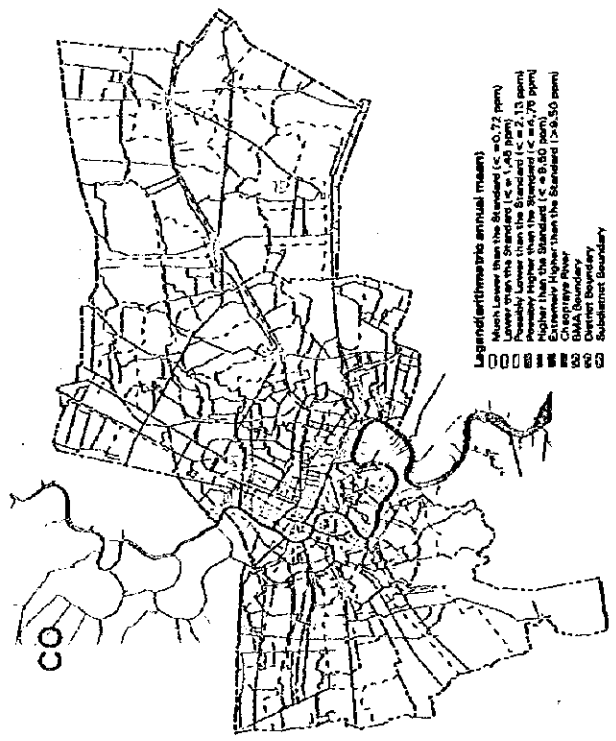 CO
Legend(arithmetric annual mean)
Much Lower than the Standard (<=0.72 ppm)
Lower than the Standard (<= 1.45 ppm)
Possibly Lower than the Standard (<=2.13 ppm)
Possibly Higher than the Standard (<=4.76 ppm)
Higher than the Standard (<=9.50 ppm)
Extremely Higher than the Standard (>9.50 ppm)
Chaopraya River
BMA Boundary
District Boundary
Subdistrict Boundary